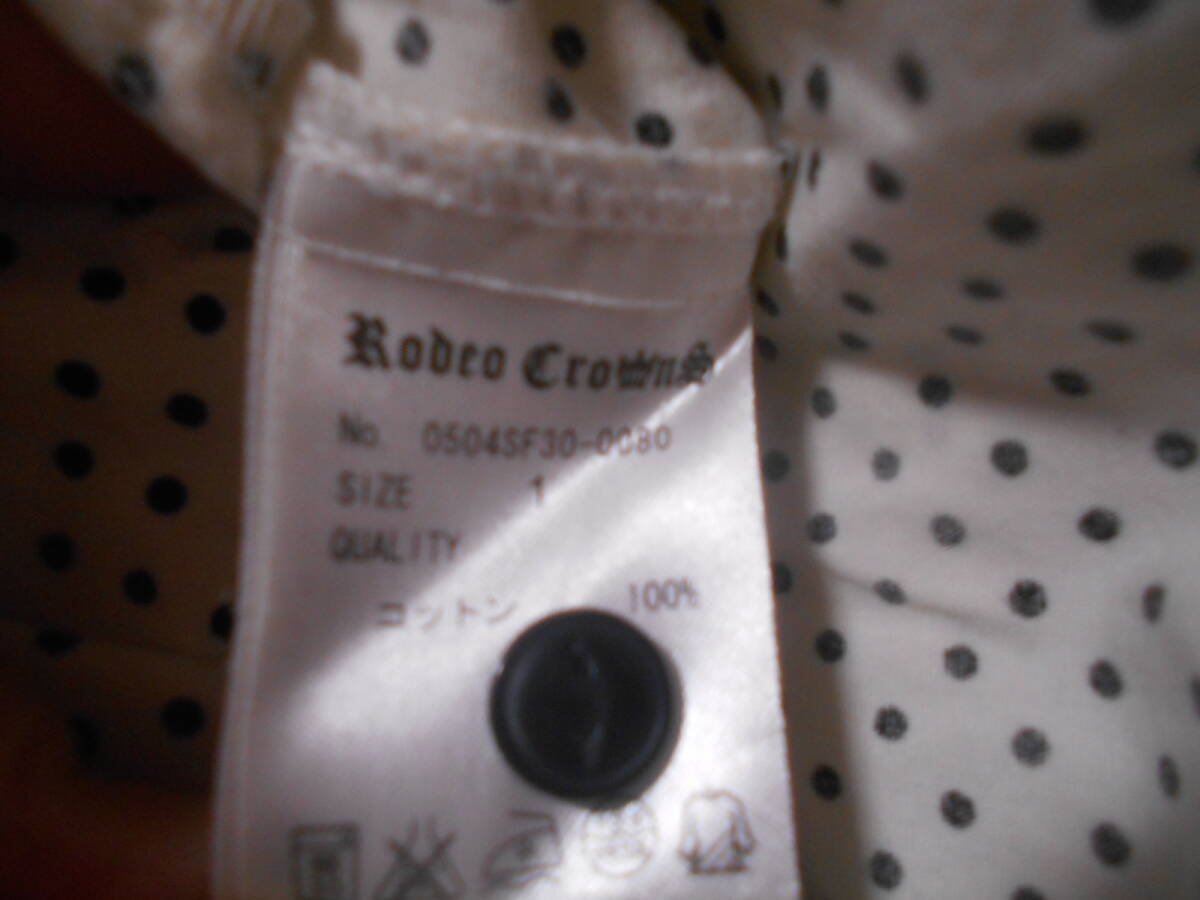 Rodeo Crowns
No. 0504SF30-0080
SIZE 1
QUALITY
コットン 100%